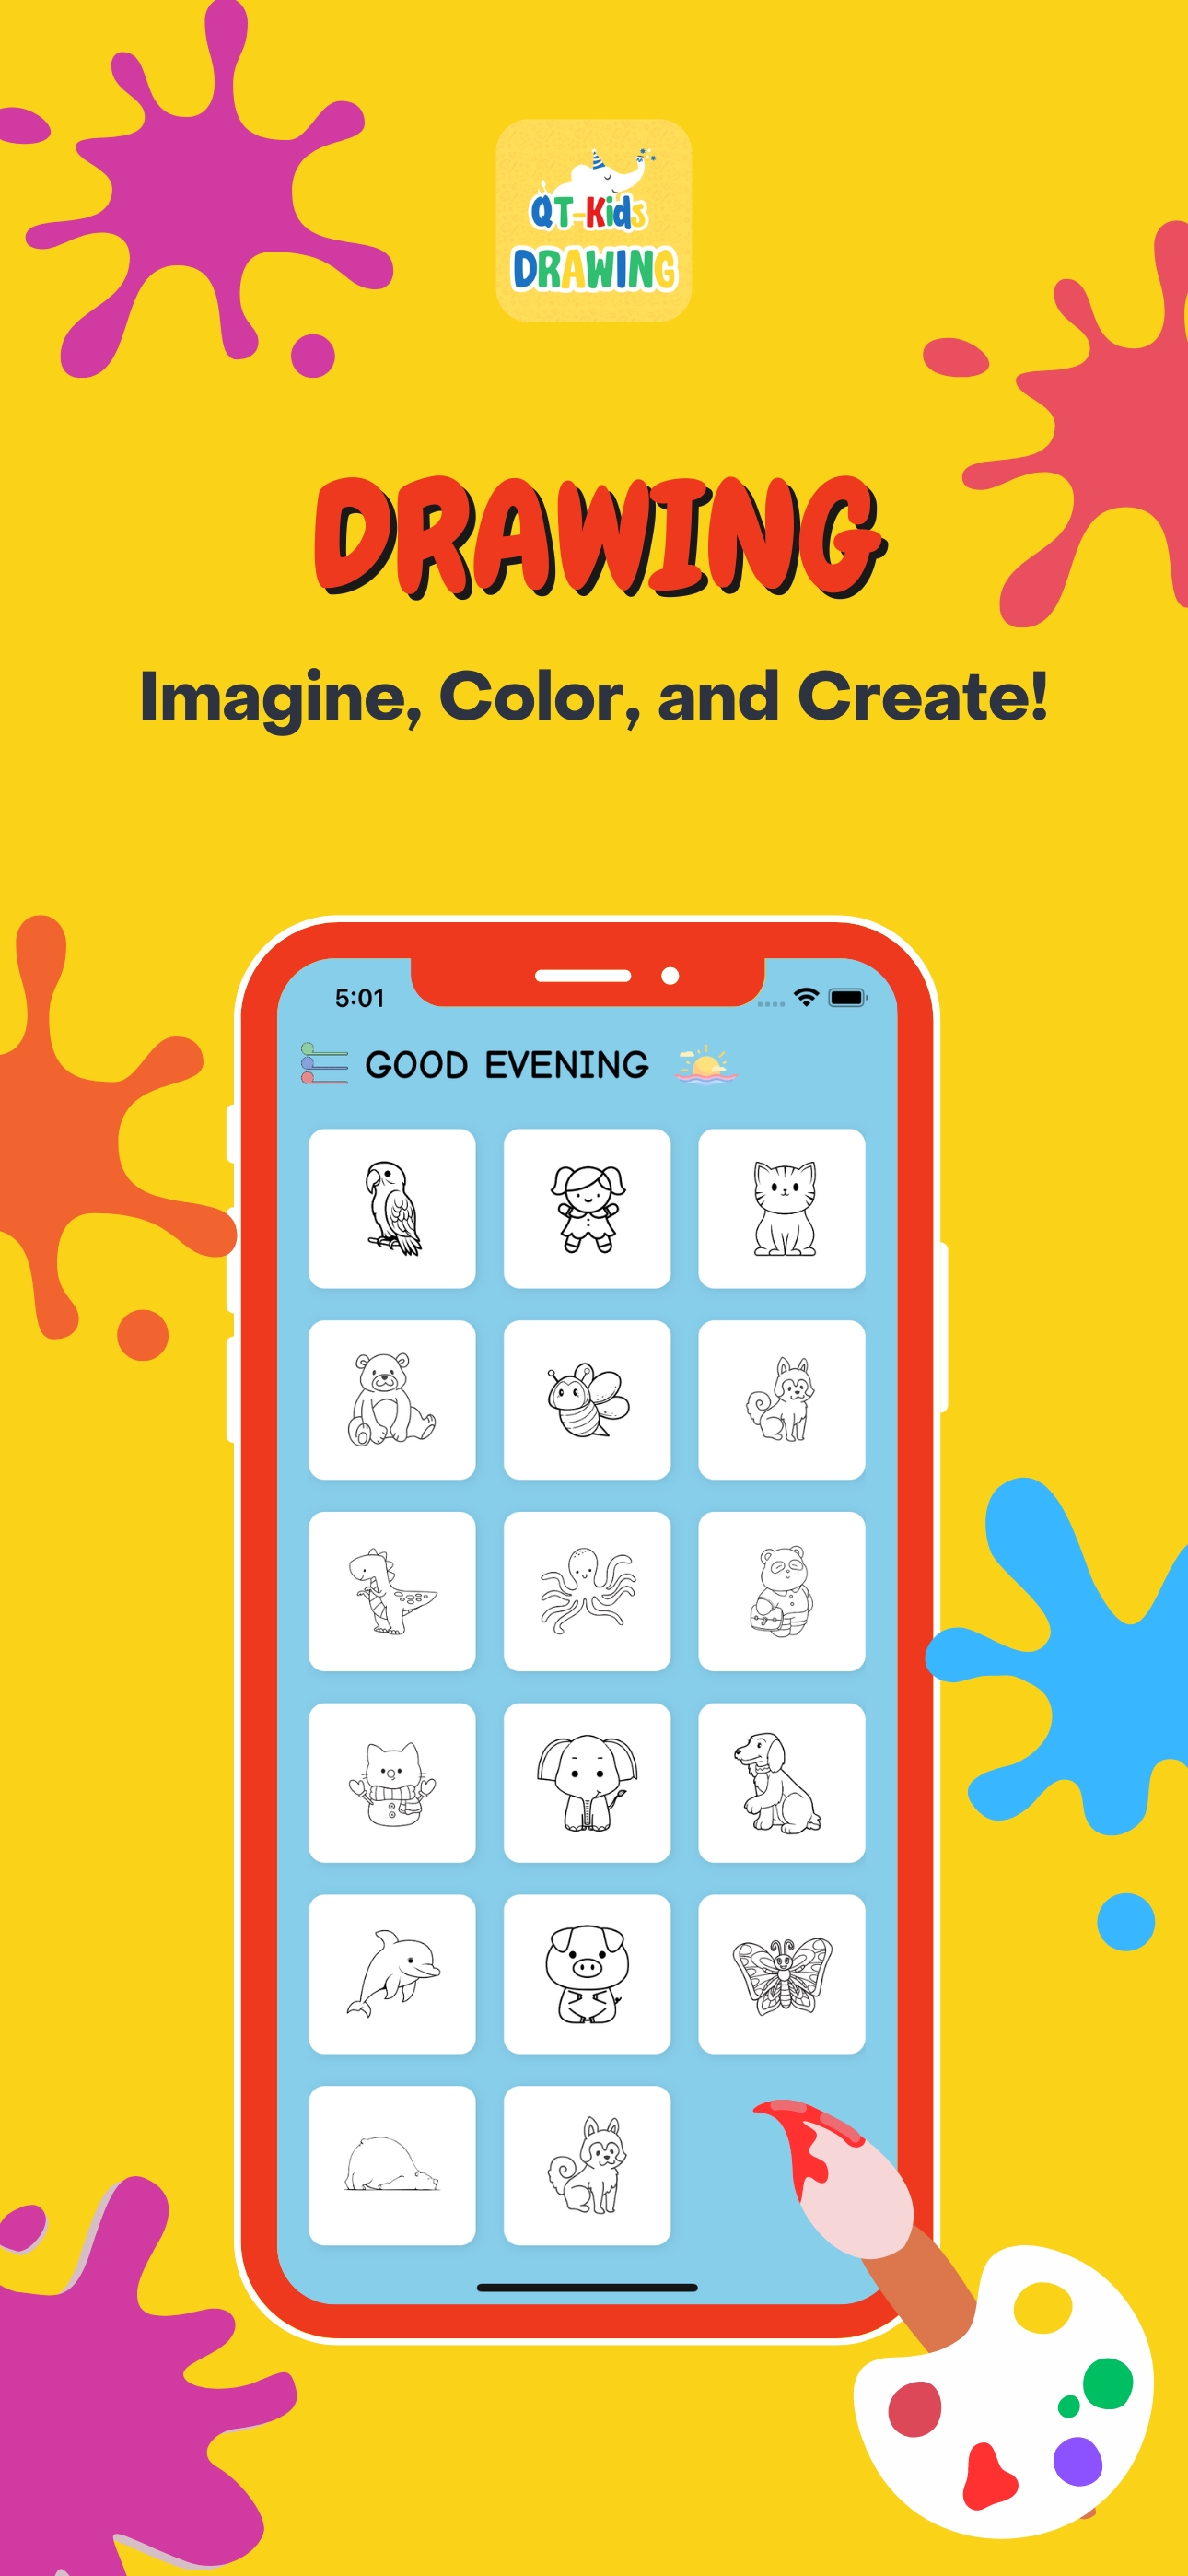 QT-Kids
DRAWING
DRAWING
Imagine, Color, and Create!
5:01
GOOD EVENING